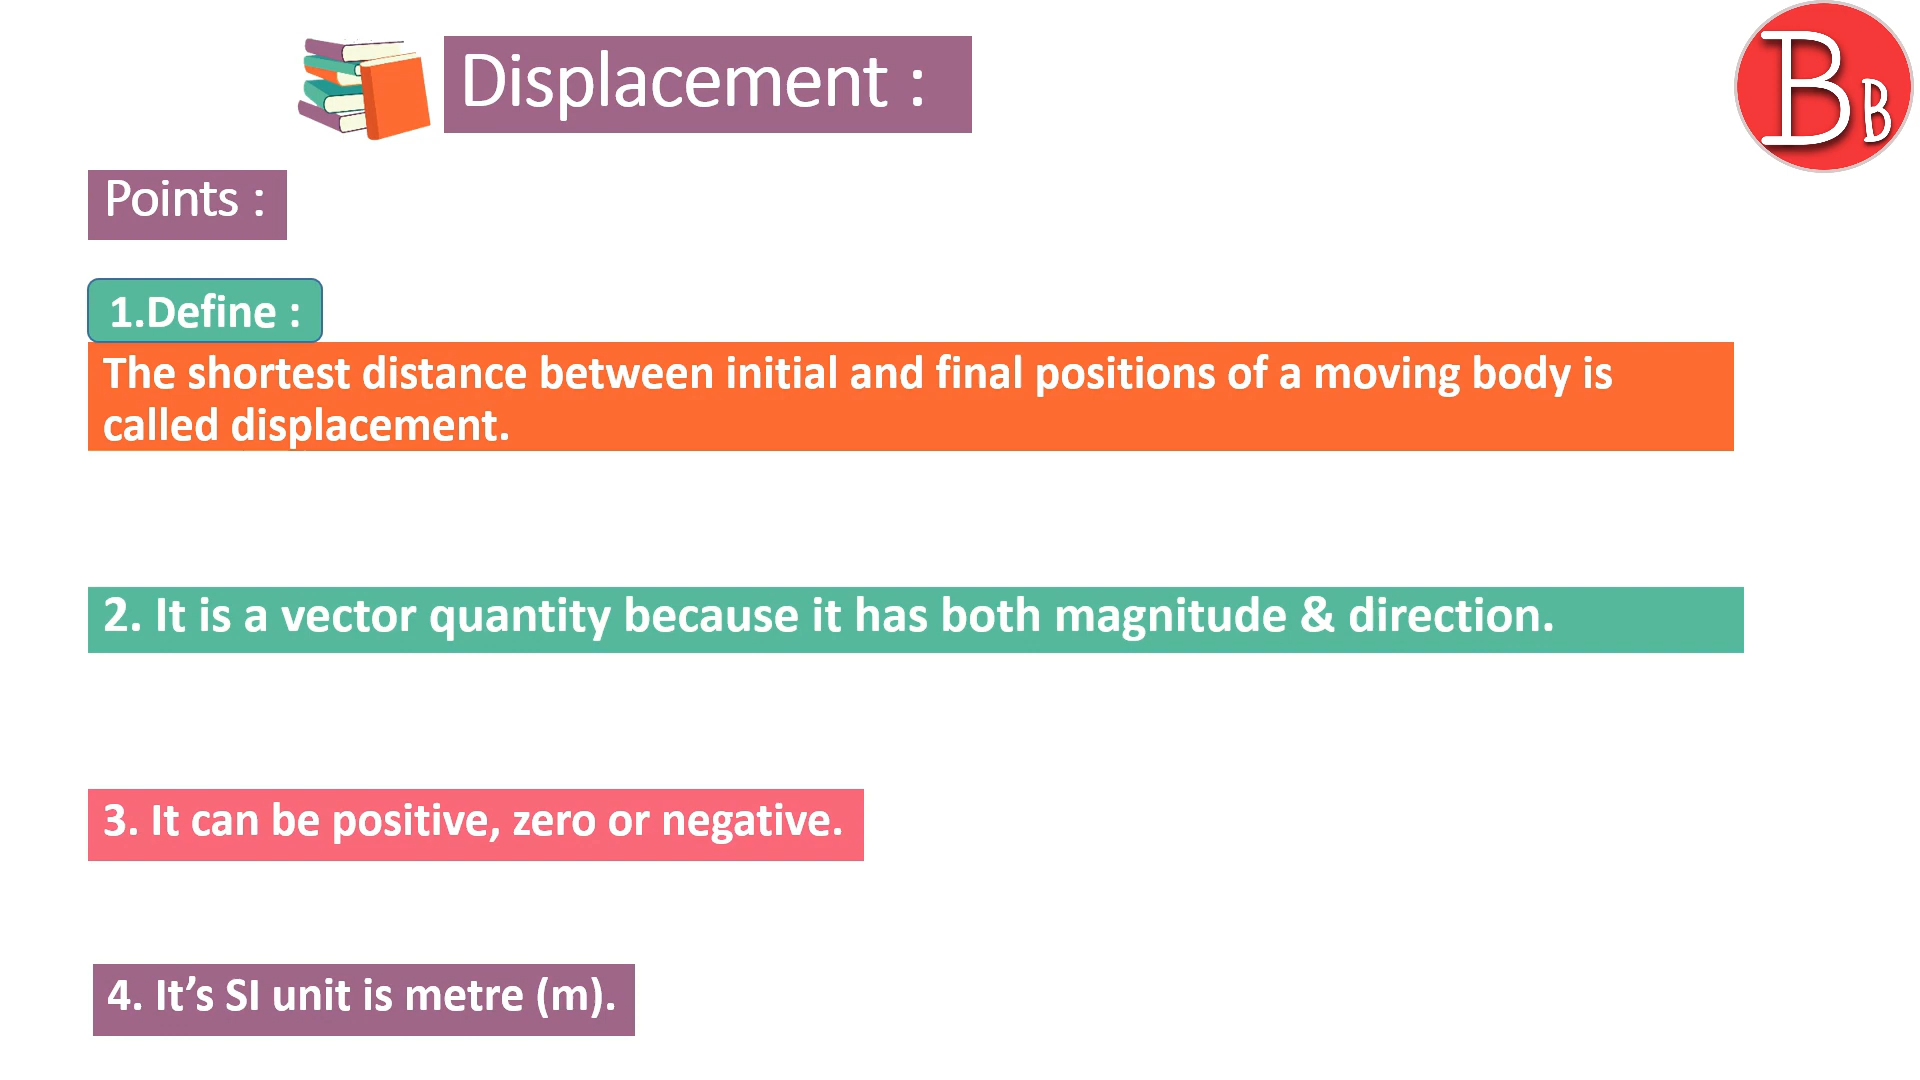 Displacement :
BB
Points :
1.Define :
The shortest distance between initial and final positions of a moving body is
called displacement.
2. It is a vector quantity because it has both magnitude & direction.
3. It can be positive, zero or negative.
4. It’s SI unit is metre (m).